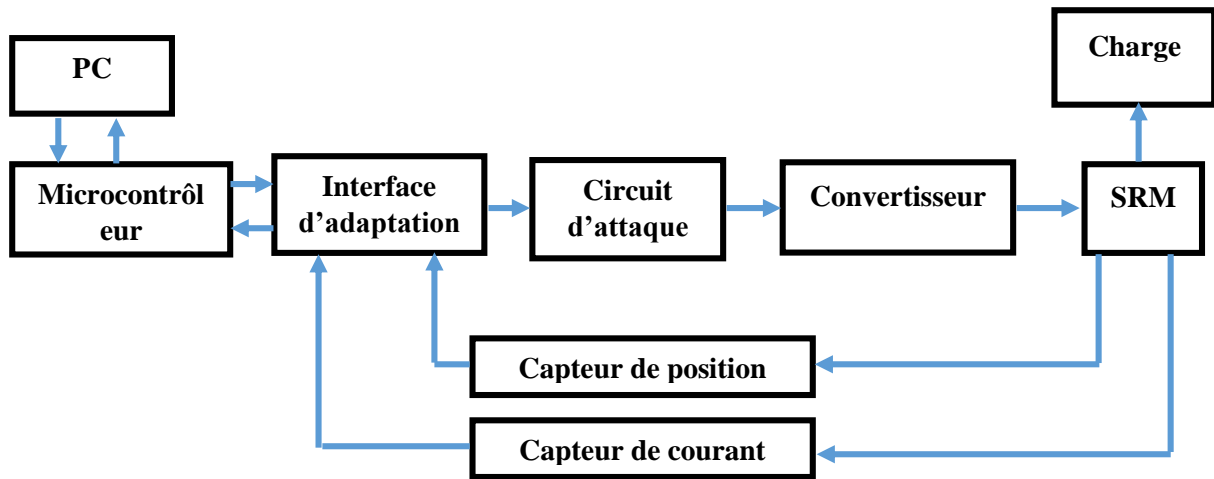 PC
Charge
Microcontrôl
eur
Interface
d’adaptation
Circuit
d’attaque
Convertisseur
SRM
Capteur de position
Capteur de courant